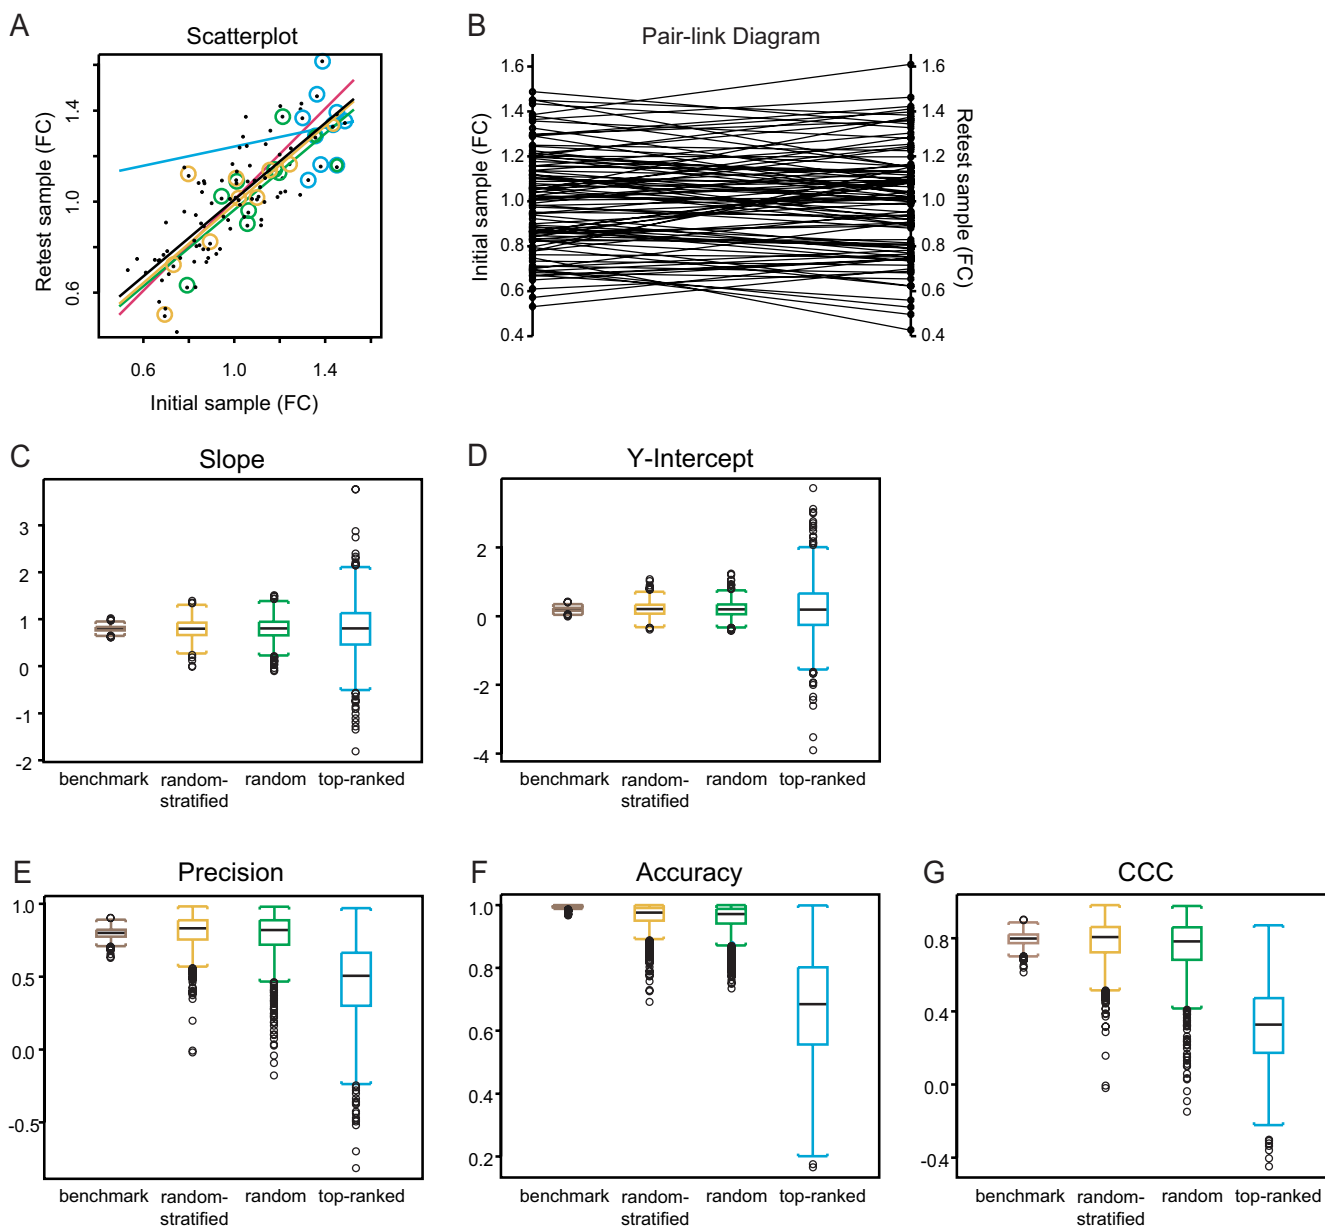 A
Scatterplot
1.4
1.0
0.6
Retest sample (FC)
0.6
1.0
1.4
Initial sample (FC)
B
Pair-link Diagram
1.6
1.4
1.2
1.0
0.8
0.6
0.4
Initial sample (FC)
1.6
1.4
1.2
1.0
0.8
0.6
0.4
Retest sample
(FC)
C
Slope
3
2
1
0
-1
-2
benchmark
random-
stratified
random
top-ranked
D
Y-Intercept
2
0
-2
-4
benchmark
random-
stratified
random
top-ranked
E
Precision
1.0
0.5
0.0
-0.5
benchmark
random-
stratified
random
top-ranked
F
Accuracy
1.0
0.8
0.6
0.4
0.2
benchmark
random-
stratified
random
top-ranked
G
CCC
0.8
0.4
0.0
-0.4
benchmark
random-
stratified
random
top-ranked